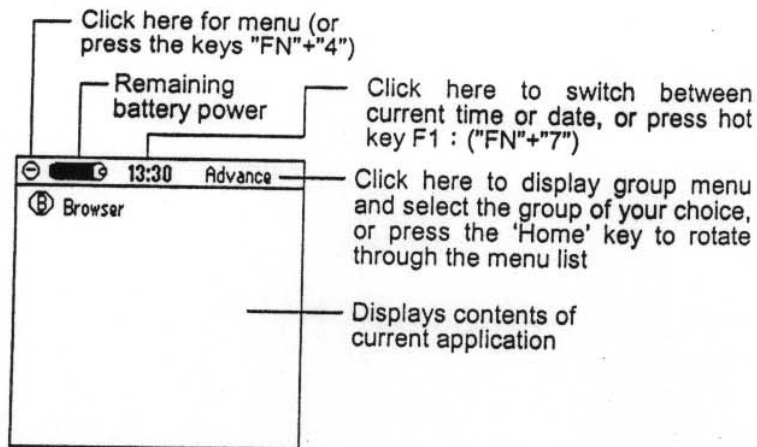 Click here for menu (or
press the keys "FN"+"4")
Remaining
battery power
Click here to switch between
current time or date, or press hot
key F1 : ("FN"+"7")
13:30 Advance
Click here to display group menu
and select the group of your choice,
or press the 'Home' key to rotate
through the menu list
B Browser
Displays contents of
current application